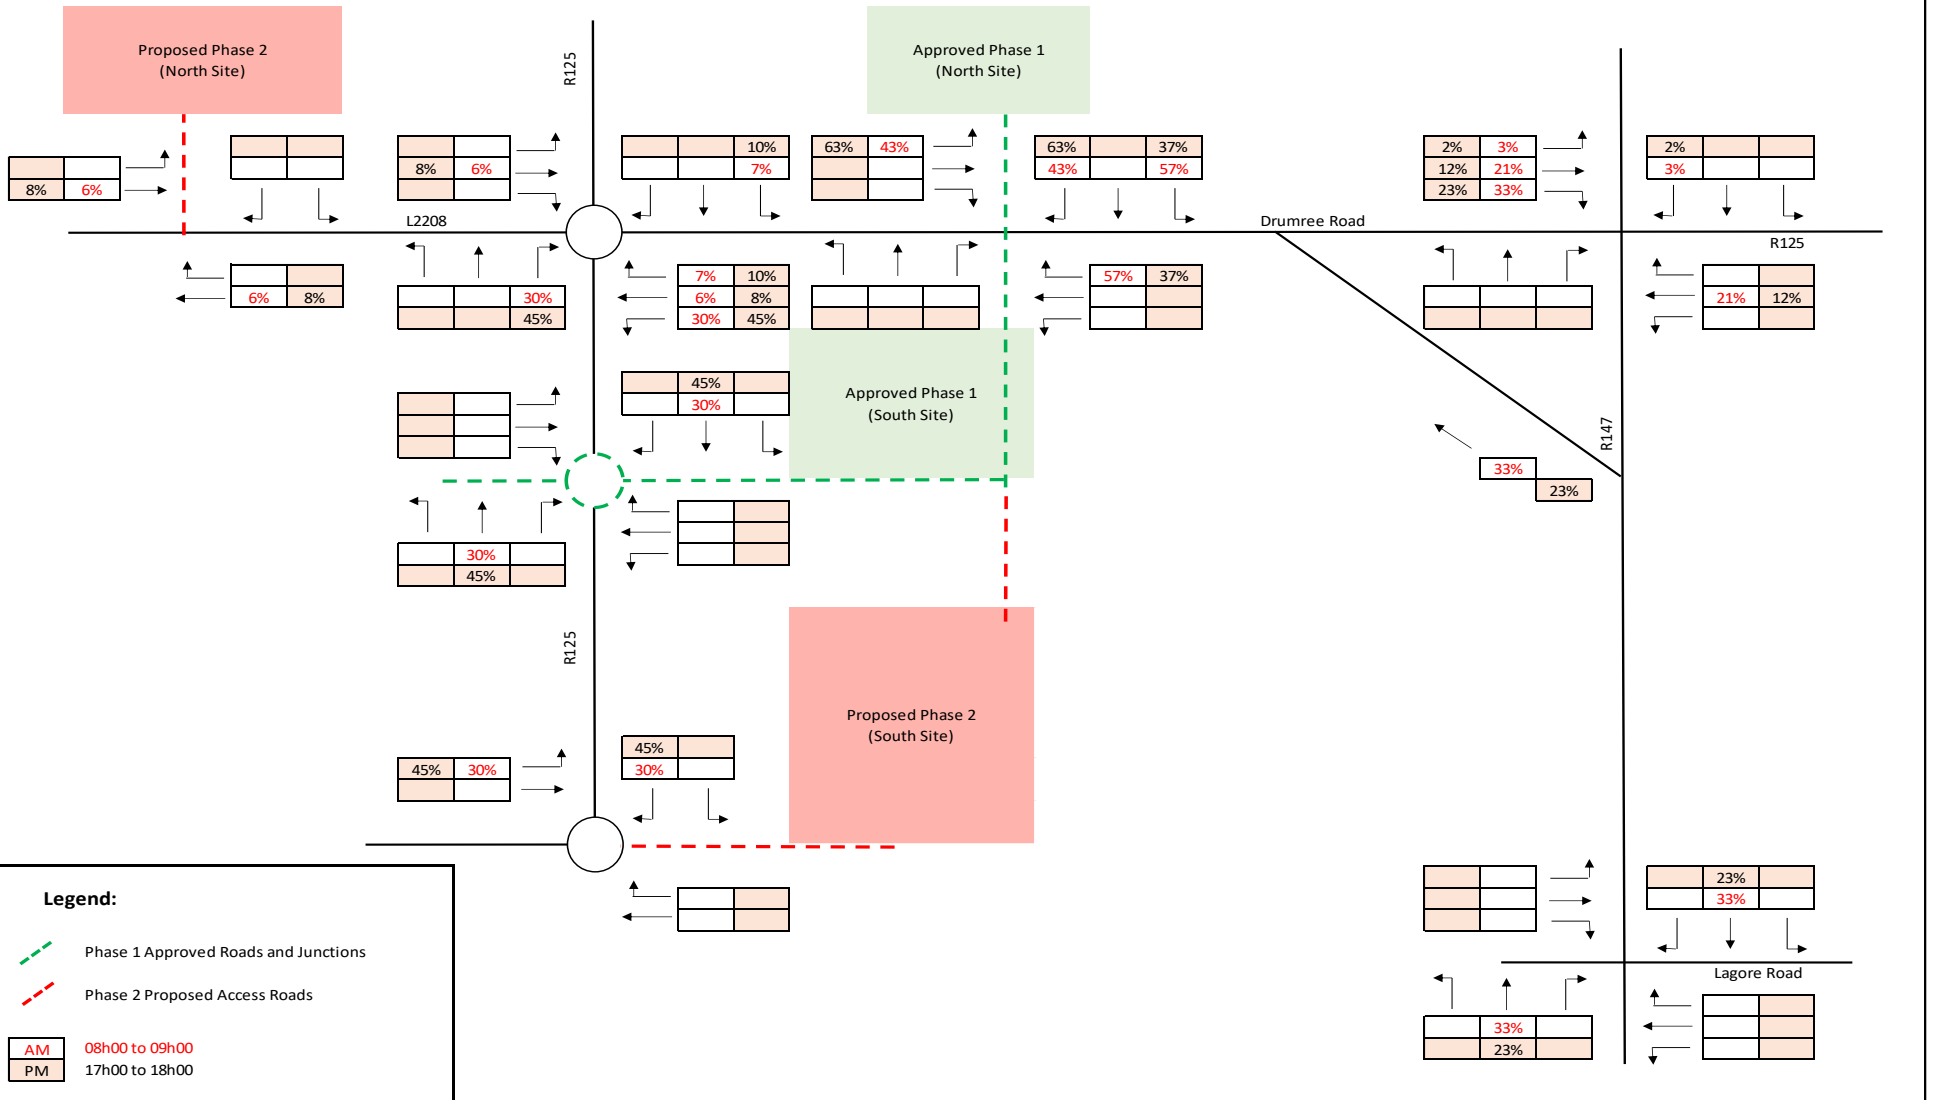 Proposed Phase 2
(North Site)
R125
Approved Phase 1
(North Site)
10%
63% 43%
63% 37%
2% 3%
2%
8% 6%
7%
43% 57%
12% 21%
3%
8% 6%
23% 33%
L2208
Drumree Road
R125
7% 10%
57% 37%
6% 8%
30%
6% 8%
21% 12%
45%
30% 45%
45%
30%
Approved Phase 1
(South Site)
R147
33%
23%
30%
45%
R125
Proposed Phase 2
(South Site)
45%
45% 30%
30%
23%
33%
Lagore Road
33%
23%
Legend:
Phase 1 Approved Roads and Junctions
Phase 2 Proposed Access Roads
AM 08h00 to 09h00
PM 17h00 to 18h00